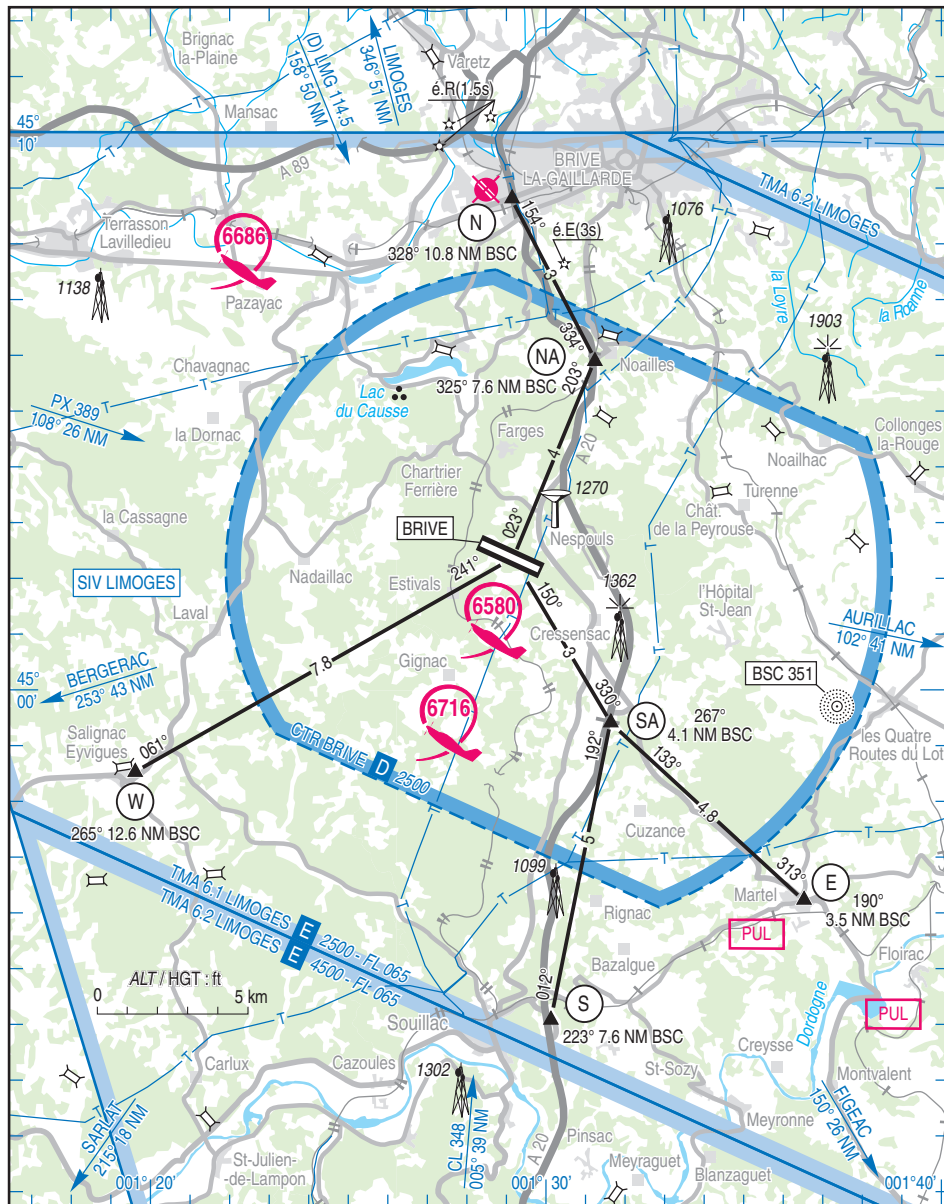 Brignac
la-Plaine
(D) LIMG 114.5
158° 50 NM
LIMOGES
346° 51 NM
Varetz
é.R(1.5s)
Mansac
45°
10'
A 89
BRIVE
LA-GAILLARDE
TMA 6.2 LIMOGES
Terrasson
Lavilledieu
6686
N
328° 10.8 NM BSC
154°
3
é.E(3s)
1076
1138
Pazayac
la Loyre
la Roanne
1903
334°
NA
325° 7.6 NM BSC
203°
Noailles
Chavagnac
Lac
du Causse
PX 389
108° 26 NM
la Dornac
Farges
A 20
Collonges
la-Rouge
Noailhac
4
Chartrier
Ferrière
1270
Turenne
Chât.
de la Peyrouse
la Cassagne
023°
BRIVE
Nespouls
241°
SIV LIMOGES
Nadaillac
Estivals
150°
1362
l'Hôpital
St-Jean
Laval
6580
Cressensac
3
AURILLAC
102° 41 NM
7.8
Gignac
BSC 351
45°
00'
BERGERAC
253° 43 NM
6716
330°
SA
267°
4.1 NM BSC
192°
Salignac
Eyvigues
061°
CTR BRIVE D 2500
133°
les Quatre
Routes du Lot
W
265° 12.6 NM BSC
4.8
5
Cuzance
1099
313°
E
190°
3.5 NM BSC
Martel
TMA 6.1 LIMOGES E 2500 - FL 065
TMA 6.2 LIMOGES E 4500 - FL 065
Rignac
PUL
Floirac
Bazalgue
ALT / HGT : ft
0
5 km
012°
S
223° 7.6 NM BSC
Dordogne
PUL
Souillac
Carlux
Cazoules
Creysse
1302
St-Sozy
Montvalent
SARLAT
215° 18 NM
CL 348
005° 39 NM
A 20
Meyronne
FIGEAC
150° 26 NM
Pinsac
St-Julien-
de-Lampon
Meyraguet
Blanzaguet
001° 20'
001° 30'
001° 40'